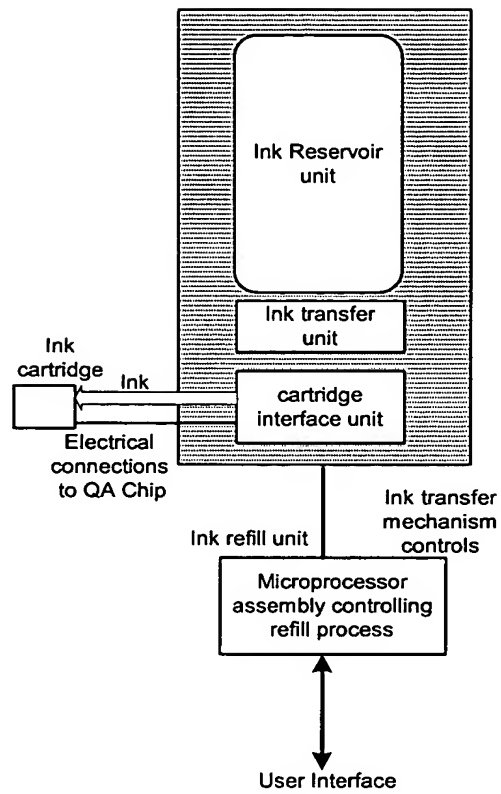 Ink Reservoir
unit
Ink transfer
unit
Ink
cartridge
Ink
cartridge
interface unit
Electrical
connections
to QA Chip
Ink refill unit
Ink transfer
mechanism
controls
Microprocessor
assembly controlling
refill process
User Interface